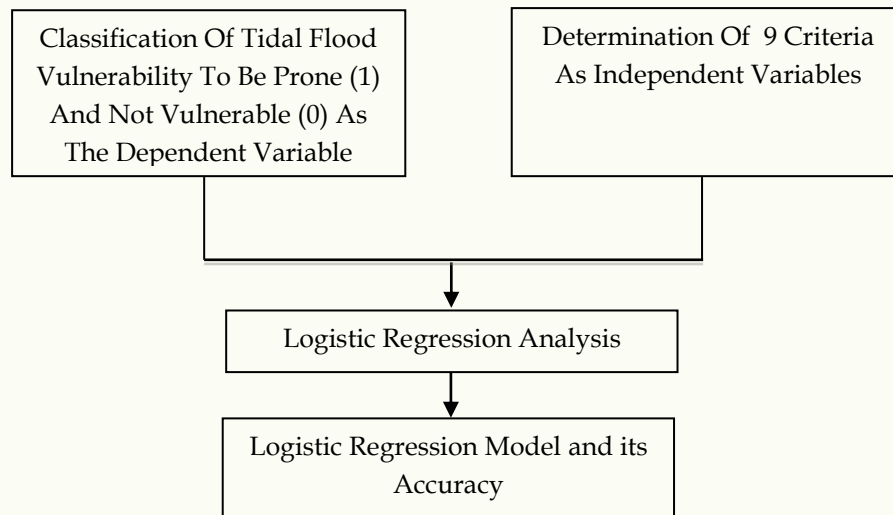 Classification Of Tidal Flood
Vulnerability To Be Prone (1)
And Not Vulnerable (0) As
The Dependent Variable
Determination Of 9 Criteria
As Independent Variables
Logistic Regression Analysis
Logistic Regression Model and its
Accuracy